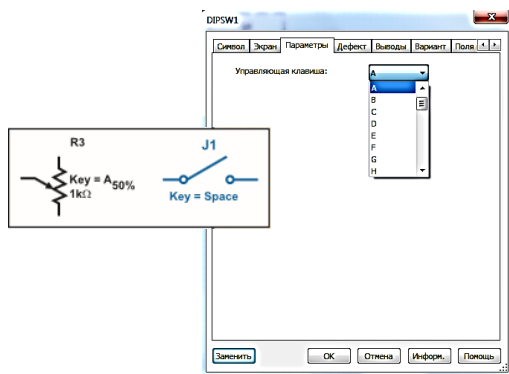 DIPSW1
Символ Экран Параметры Дефект Выводы Вариант Поля
Управляющая клавиша: A
A
B
C
D
E
F
G
H
R3
Key = A 50%
1kΩ
J1
Key = Space
Заменить OK Отмена Информ. Помощь